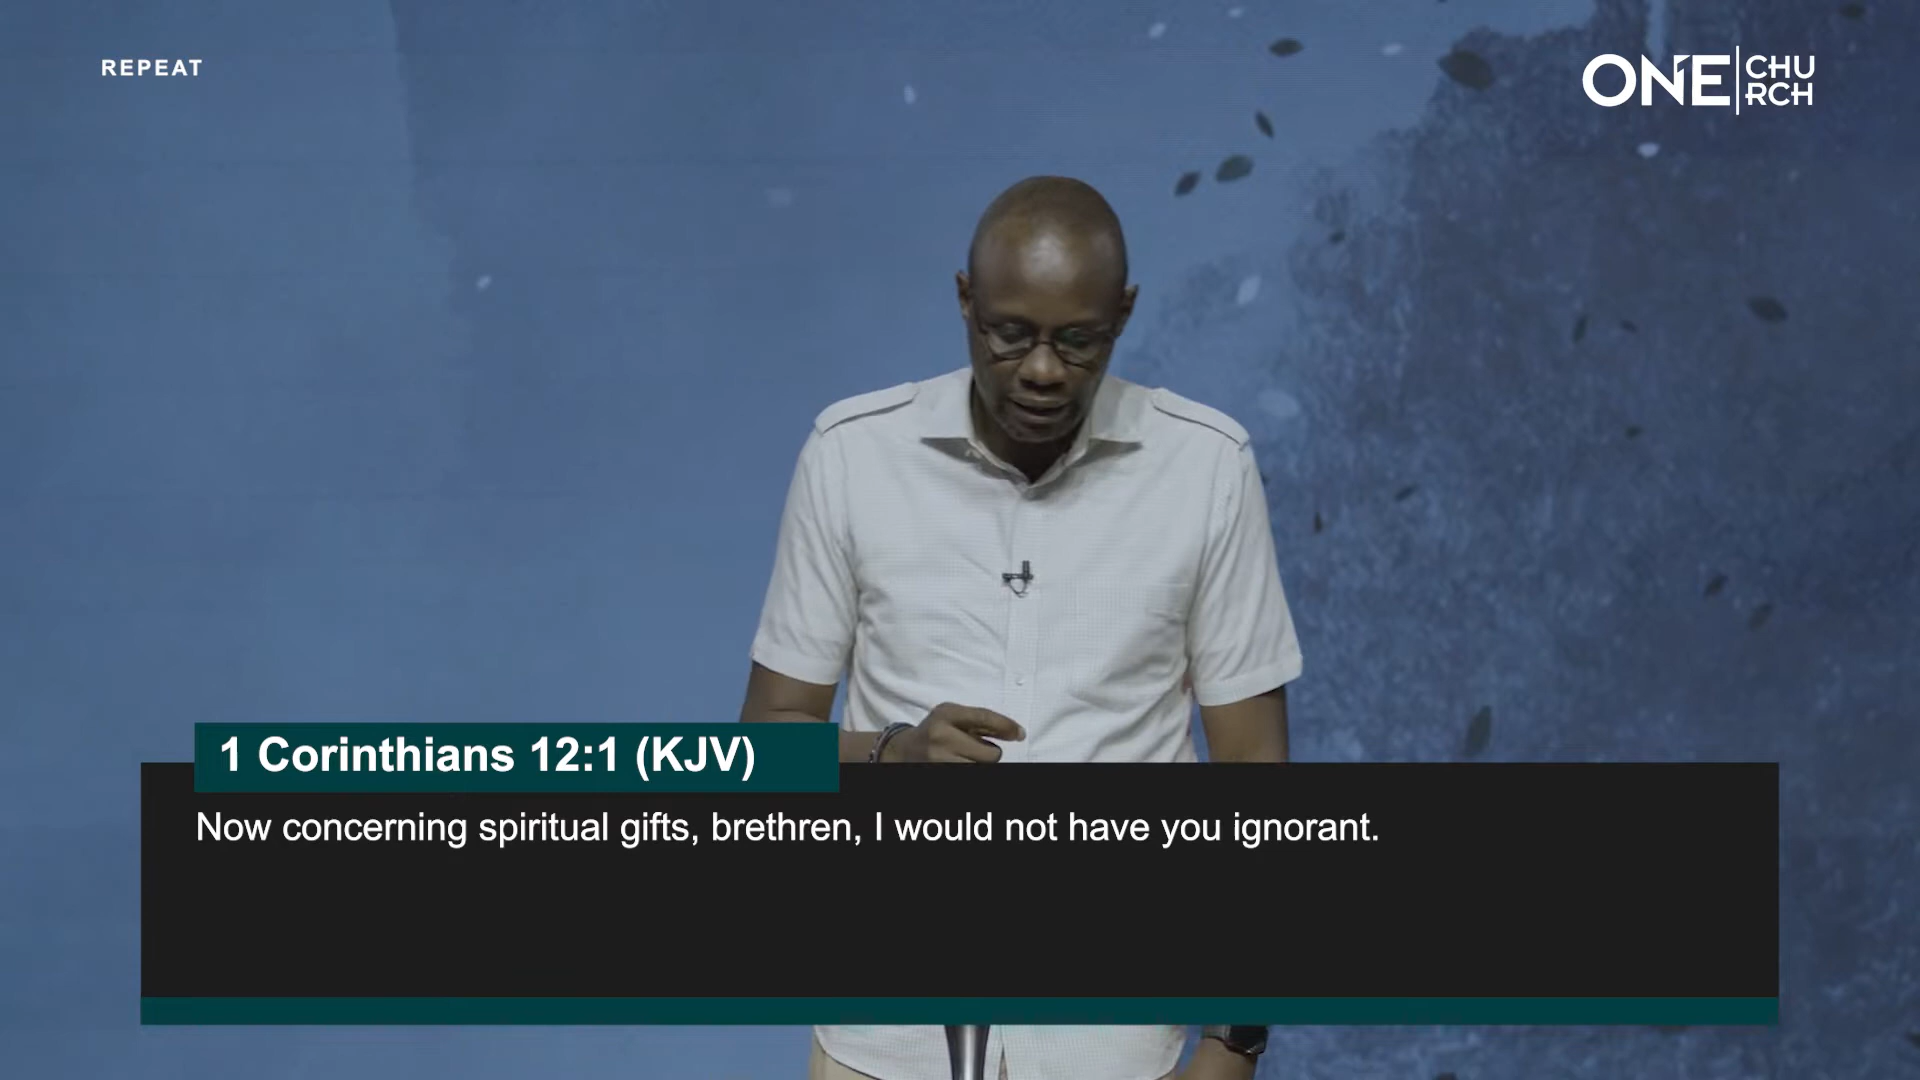 REPEAT
ONE CHU
RCH
1 Corinthians 12:1 (KJV)
Now concerning spiritual gifts, brethren, I would not have you ignorant.